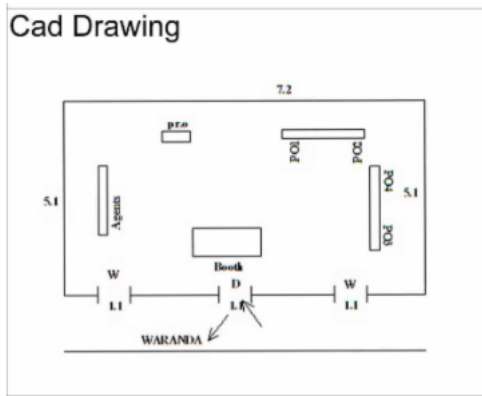 Cad Drawing
7.2
p r.o
PO1
PO2
PO4
5.1
Agents
5.1
PO3
Booth
W
D
W
1.1
1.1
1.1
WARANDA